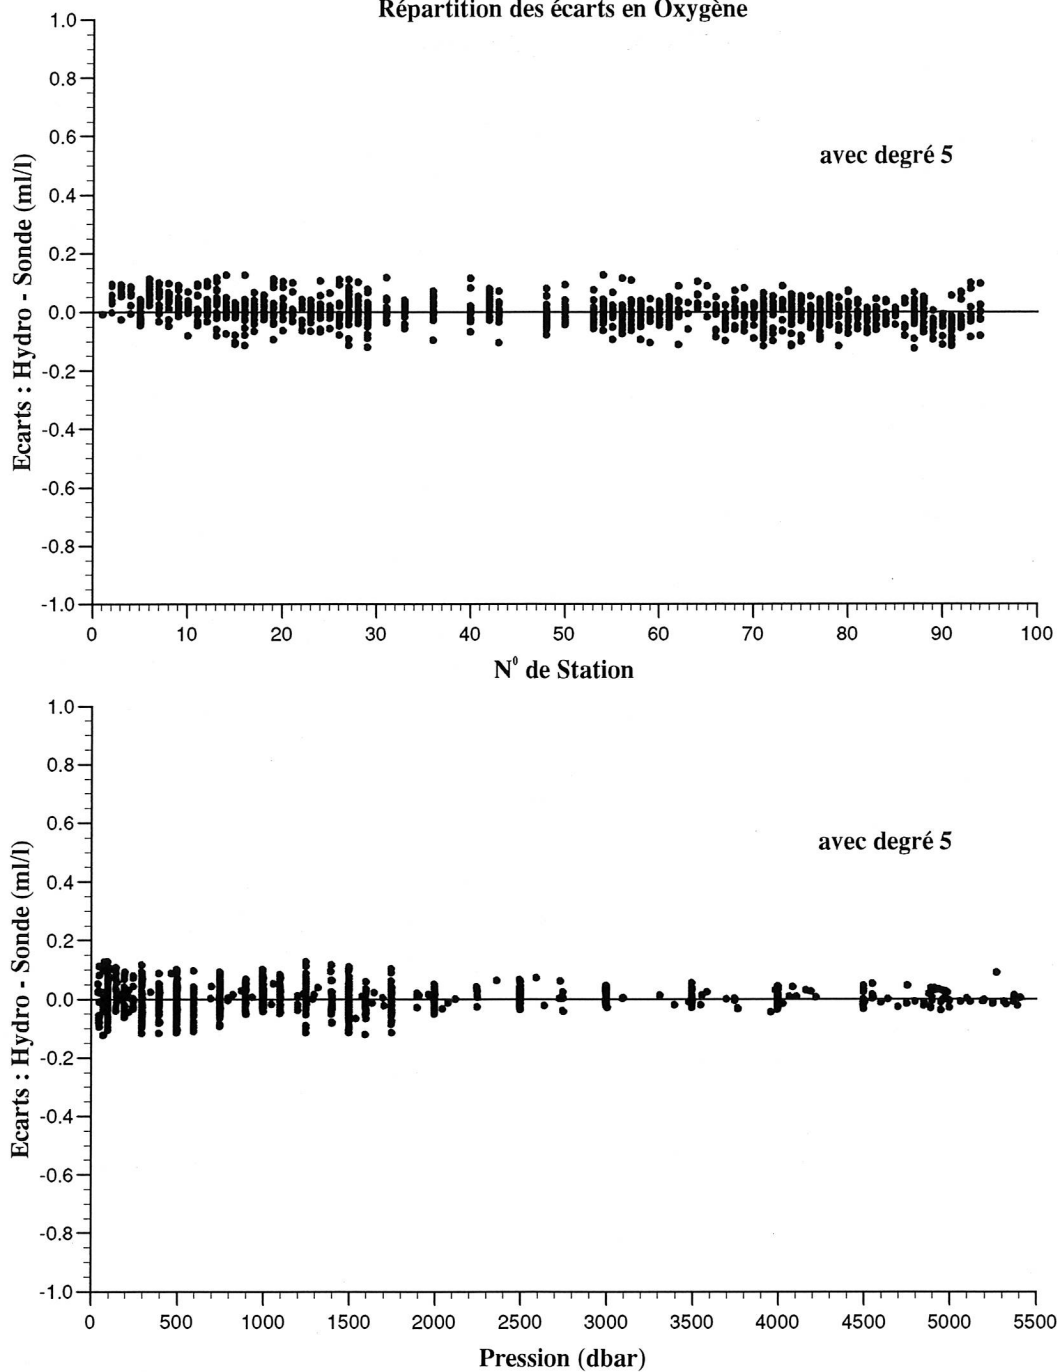 Répartition des écarts en Oxygène
1.0
0.8
0.6
avec degré 5
0.4
0.2
0.0
-0.2
-0.4
-0.6
-0.8
-1.0
Ecarts : Hydro - Sonde (ml/l)
0 10 20 30 40 50 60 70 80 90 100
N⁰ de Station
1.0
0.8
0.6
avec degré 5
0.4
0.2
0.0
-0.2
-0.4
-0.6
-0.8
-1.0
Ecarts : Hydro - Sonde (ml/l)
0 500 1000 1500 2000 2500 3000 3500 4000 4500 5000 5500
Pression (dbar)